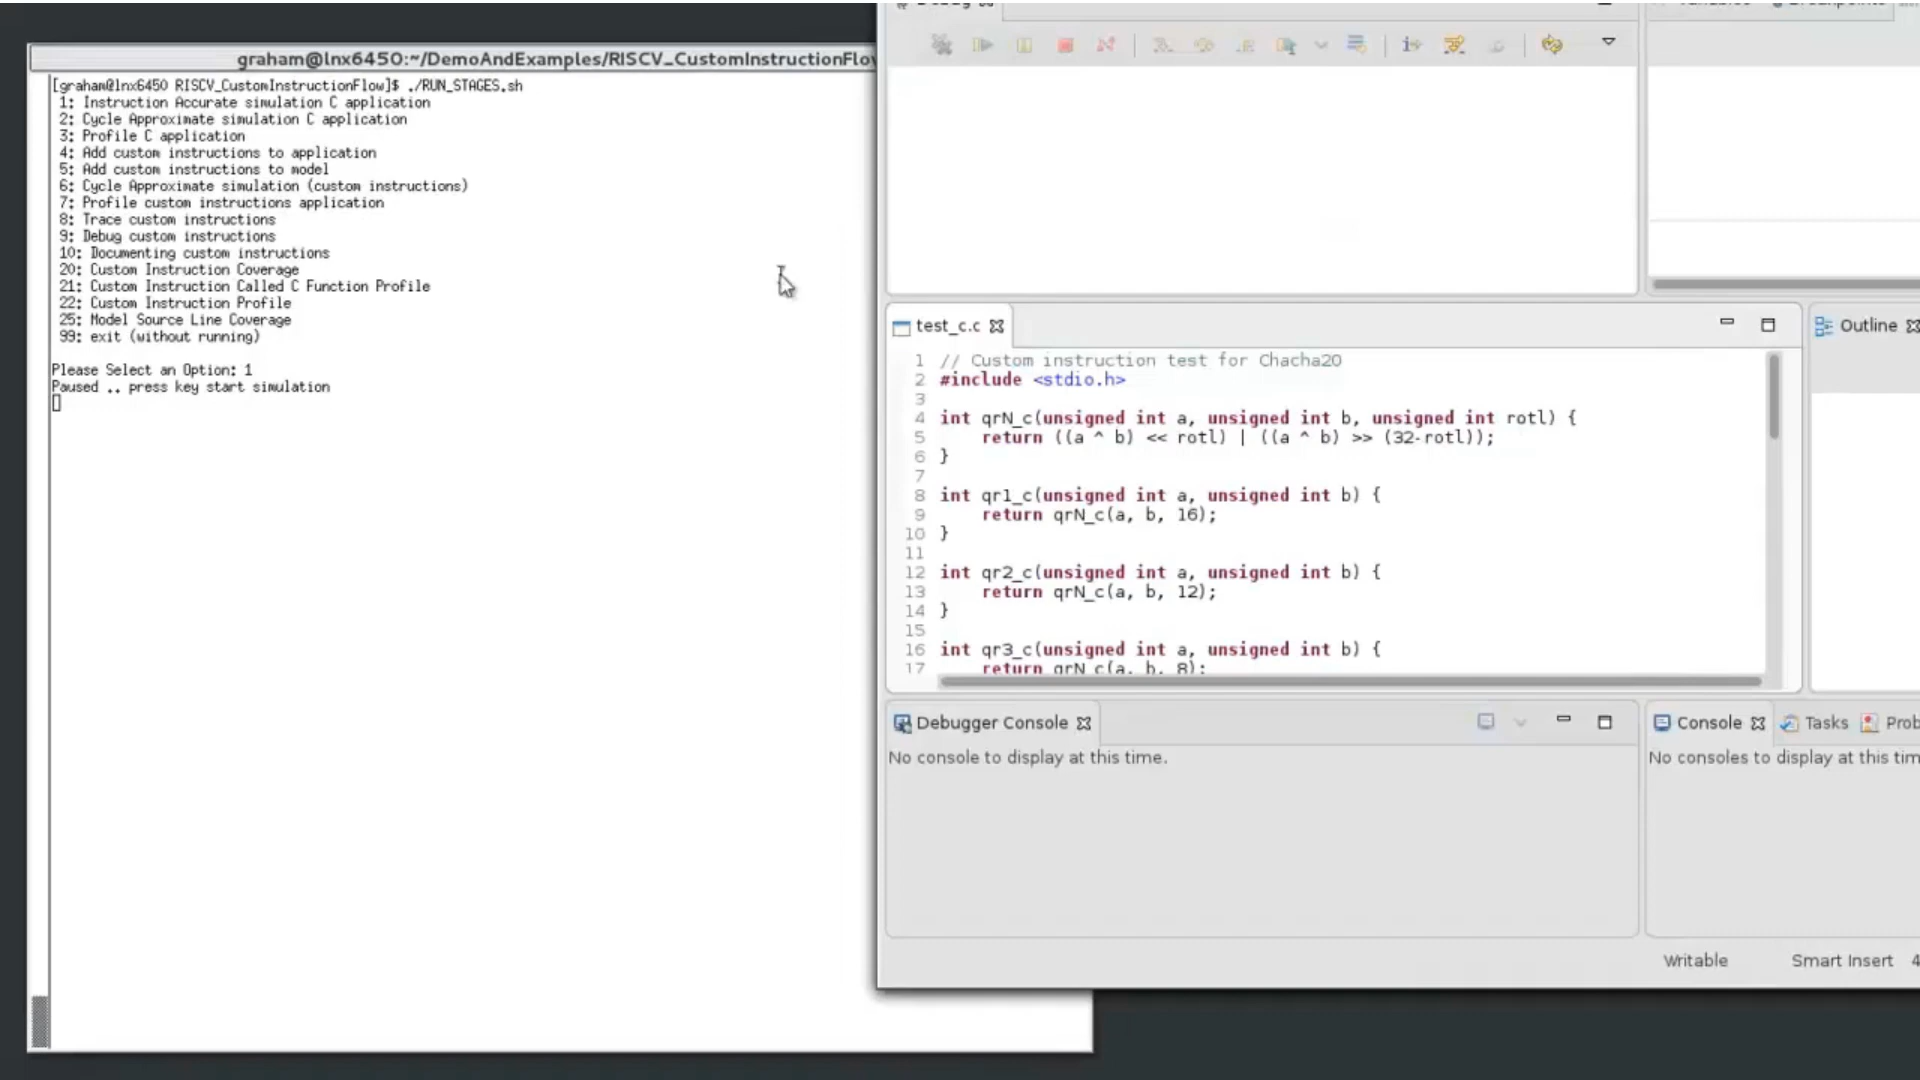 graham@lnx6450:~/DemoAndExamples/RISCV_CustomInstructionFlow
[graham@lnx6450 RISCV_CustomInstructionFlow]$ ./RUN_STAGES.sh
1: Instruction Accurate simulation C application
2: Cycle Approximate simulation C application
3: Profile C application
4: Add custom instructions to application
5: Add custom instructions to model
6: Cycle Approximate simulation (custom instructions)
7: Profile custom instructions application
8: Trace custom instructions
9: Debug custom instructions
10: Documenting custom instructions
20: Custom Instruction Coverage
21: Custom Instruction Called C Function Profile
22: Custom Instruction Profile
25: Model Source Line Coverage
99: exit (without running)
Please Select an Option: 1
Paused .. press key start simulation
test_c.c
Outline
1 // Custom instruction test for Chacha20
2 #include <stdio.h>
3
4 int qrN_c(unsigned int a, unsigned int b, unsigned int rotl) {
5 return ((a ^ b) << rotl) | ((a ^ b) >> (32-rotl));
6 }
7
8 int qr1_c(unsigned int a, unsigned int b) {
9 return qrN_c(a, b, 16);
10 }
11
12 int qr2_c(unsigned int a, unsigned int b) {
13 return qrN_c(a, b, 12);
14 }
15
16 int qr3_c(unsigned int a, unsigned int b) {
17 return qrN_c(a, b, 8);
Debugger Console
No console to display at this time.
Console Tasks Prob
No consoles to display at this tim
Writable Smart Insert 4